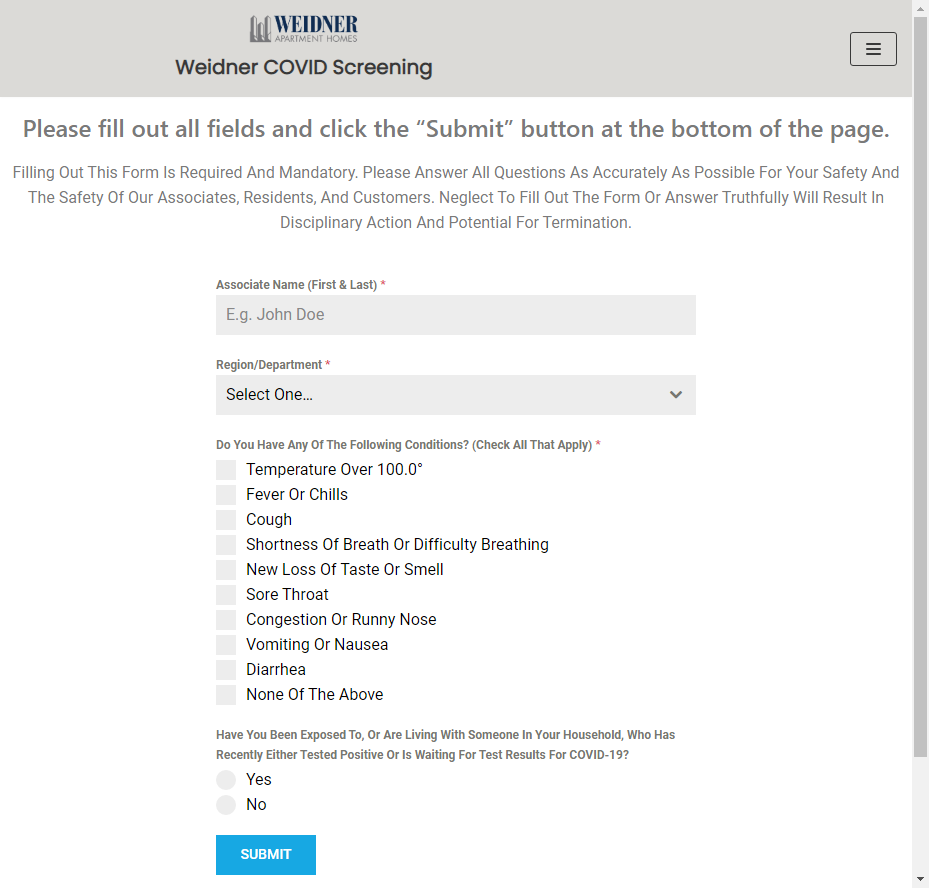 WEIDNER
APARTMENT HOMES
Weidner COVID Screening
Please fill out all fields and click the “Submit” button at the bottom of the page.
Filling Out This Form Is Required And Mandatory. Please Answer All Questions As Accurately As Possible For Your Safety And
The Safety Of Our Associates, Residents, And Customers. Neglect To Fill Out The Form Or Answer Truthfully Will Result In
Disciplinary Action And Potential For Termination.
Associate Name (First & Last) *
E.g. John Doe
Region/Department *
Select One...
Do You Have Any Of The Following Conditions? (Check All That Apply) *
Temperature Over 100.0°
Fever Or Chills
Cough
Shortness Of Breath Or Difficulty Breathing
New Loss Of Taste Or Smell
Sore Throat
Congestion Or Runny Nose
Vomiting Or Nausea
Diarrhea
None Of The Above
Have You Been Exposed To, Or Are Living With Someone In Your Household, Who Has
Recently Either Tested Positive Or Is Waiting For Test Results For COVID-19?
Yes
No
SUBMIT